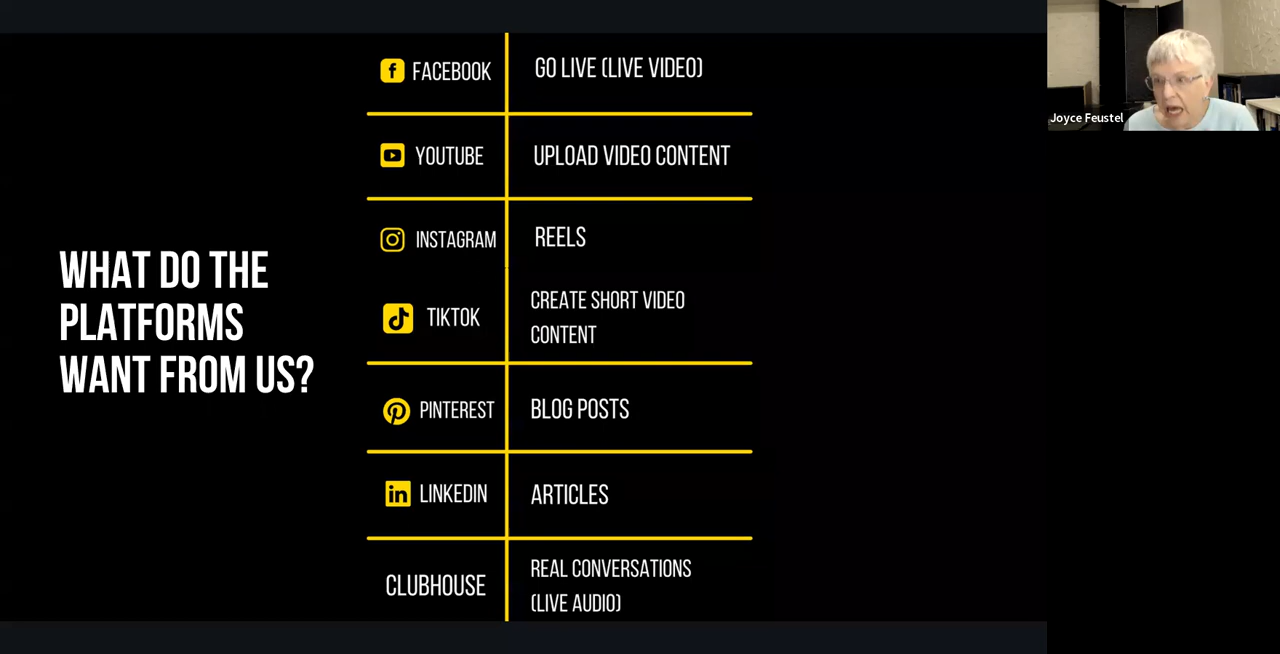 WHAT DO THE
PLATFORMS
WANT FROM US?
FACEBOOK
GO LIVE (LIVE VIDEO)
YOUTUBE
UPLOAD VIDEO CONTENT
INSTAGRAM
REELS
TIKTOK
CREATE SHORT VIDEO
CONTENT
PINTEREST
BLOG POSTS
LINKEDIN
ARTICLES
CLUBHOUSE
REAL CONVERSATIONS
(LIVE AUDIO)
Joyce Feustel